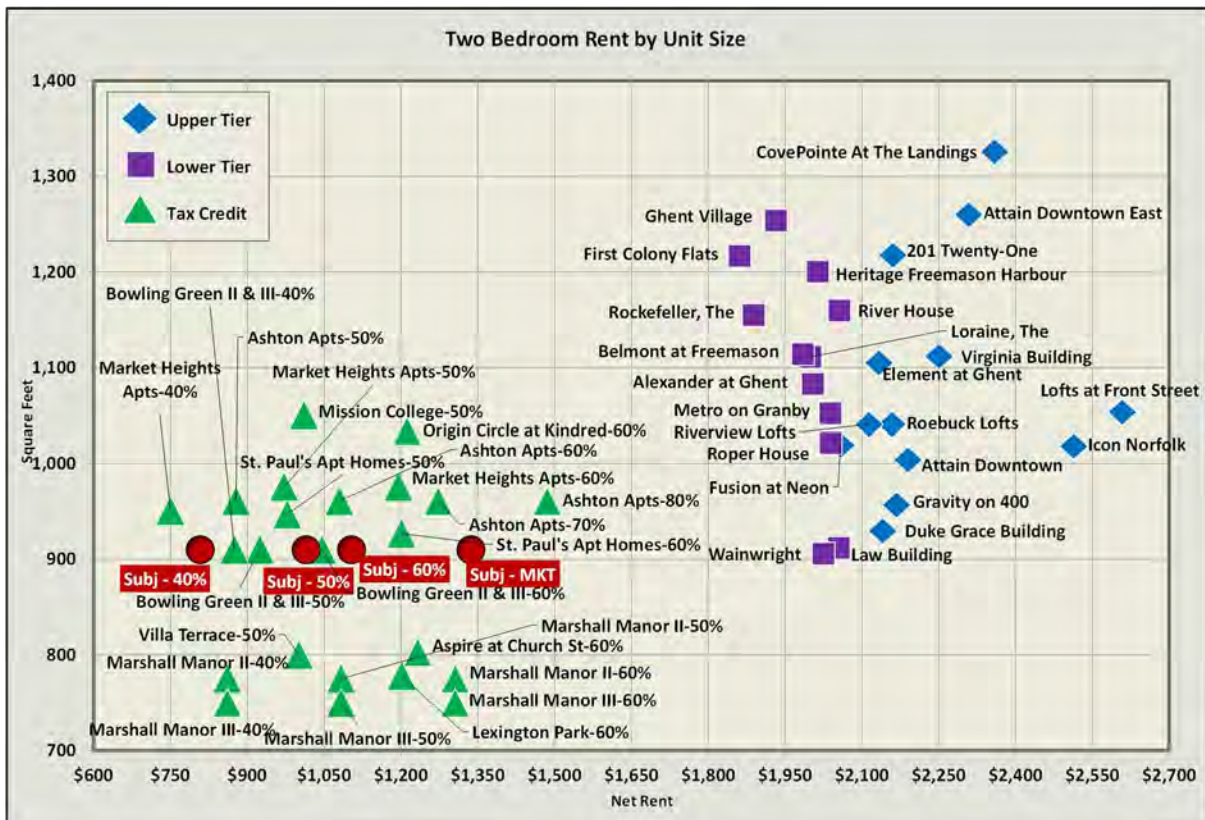 Two Bedroom Rent by Unit Size
1,400
1,300
1,200
1,100
1,000
900
800
700
Square Feet
Upper Tier
Lower Tier
Tax Credit
CovePointe At The Landings
Ghent Village
Attain Downtown East
First Colony Flats
201 Twenty-One
Heritage Freemason Harbour
Bowling Green II & III-40%
Rockefeller, The
River House
Ashton Apts-50%
Loraine, The
Belmont at Freemason
Virginia Building
Market Heights
Apts-40%
Market Heights Apts-50%
Element at Ghent
Alexander at Ghent
Lofts at Front Street
Mission College-50%
Metro on Granby
Origin Circle at Kindred-60%
Riverview Lofts
Roebuck Lofts
Ashton Apts-60%
Roper House
Icon Norfolk
St. Paul's Apt Homes-50%
Attain Downtown
Market Heights Apts-60%
Fusion at Neon
Ashton Apts-80%
Gravity on 400
Ashton Apts-70%
Duke Grace Building
St. Paul's Apt Homes-60%
Wainwright
Law Building
Subj - 40%
Subj - 50%
Subj - 60%
Subj - MKT
Bowling Green II & III-50%
Bowling Green II & III-60%
Marshall Manor II-50%
Villa Terrace-50%
Aspire at Church St-60%
Marshall Manor II-40%
Marshall Manor II-60%
Marshall Manor III-60%
Marshall Manor III-40%
Marshall Manor III-50%
Lexington Park-60%
$600
$750
$900
$1,050
$1,200
$1,350
$1,500
$1,650
$1,800
$1,950
$2,100
$2,250
$2,400
$2,550
$2,700
Net Rent